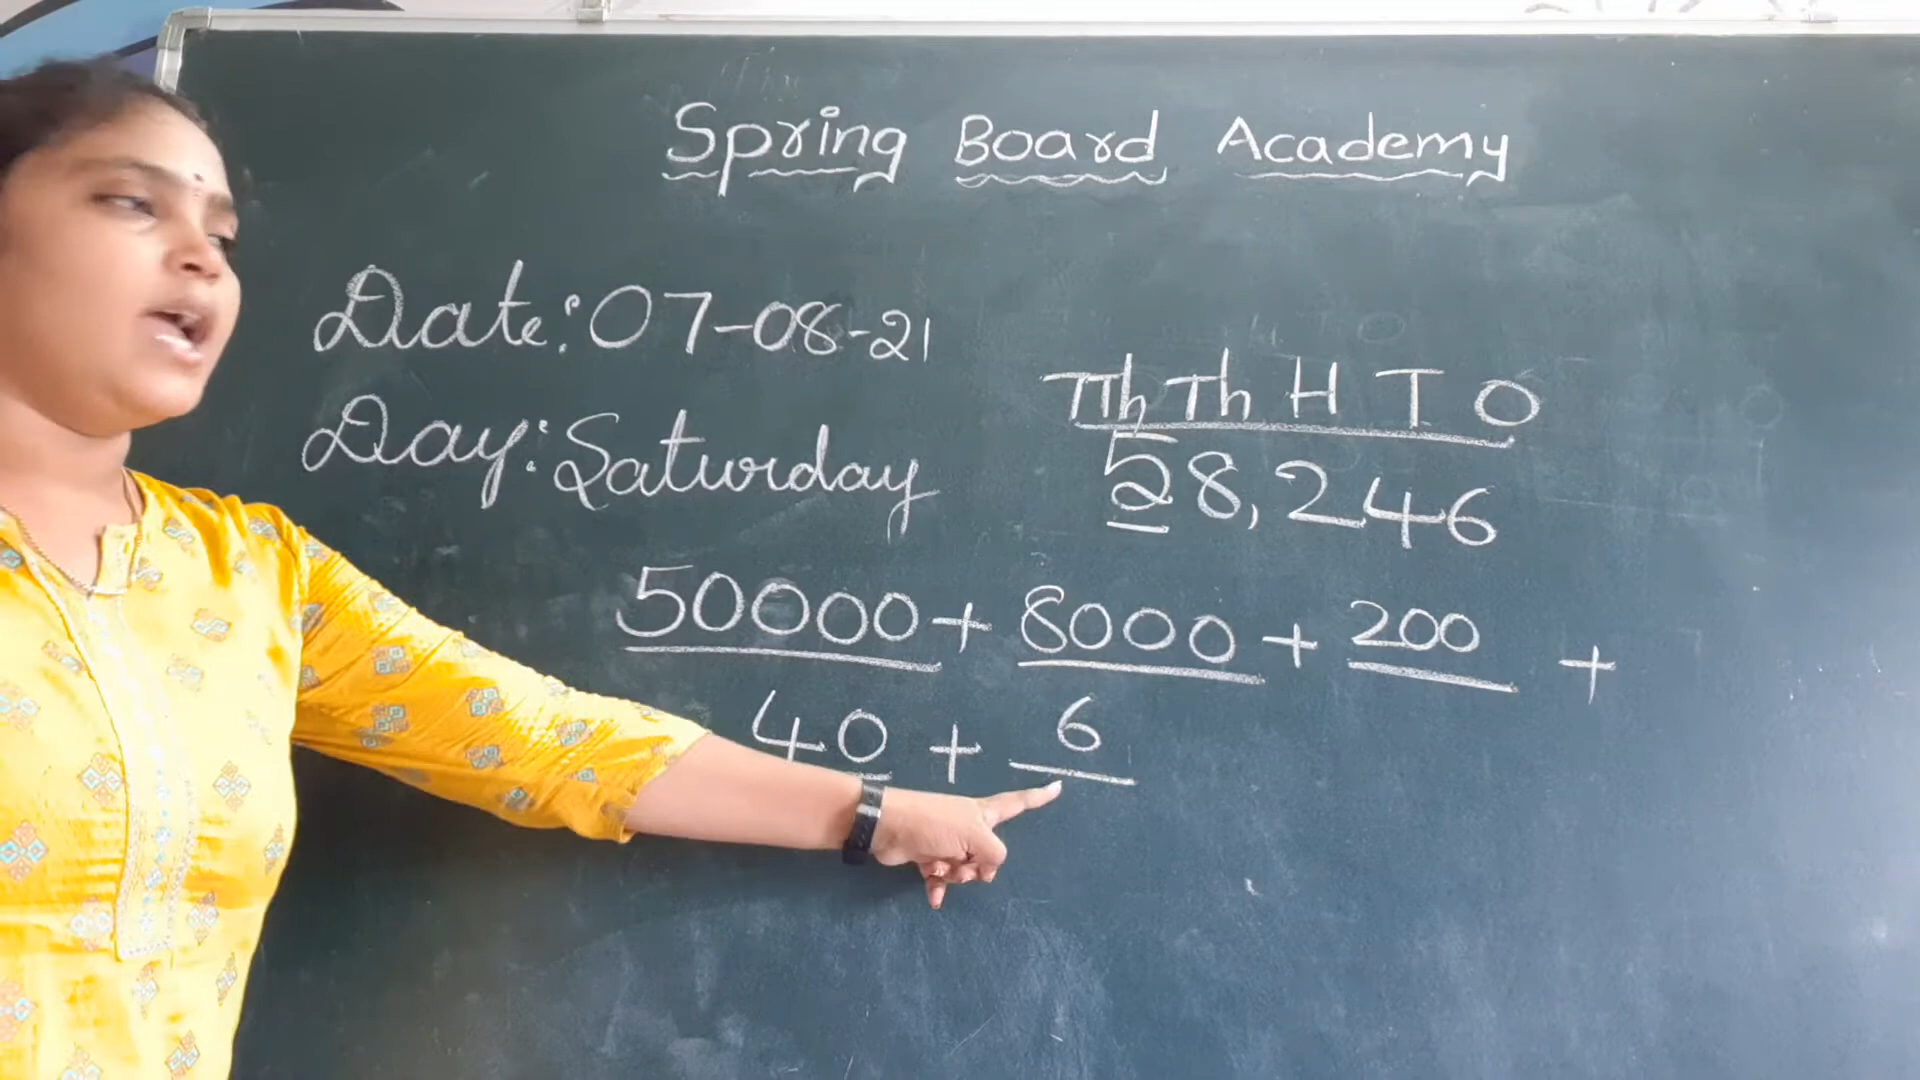 Spring Board Academy
Date: 07-08-21
Day: Saturday
TTh Th H T O
58,246
50000 + 8000 + 200 +
40 + 6